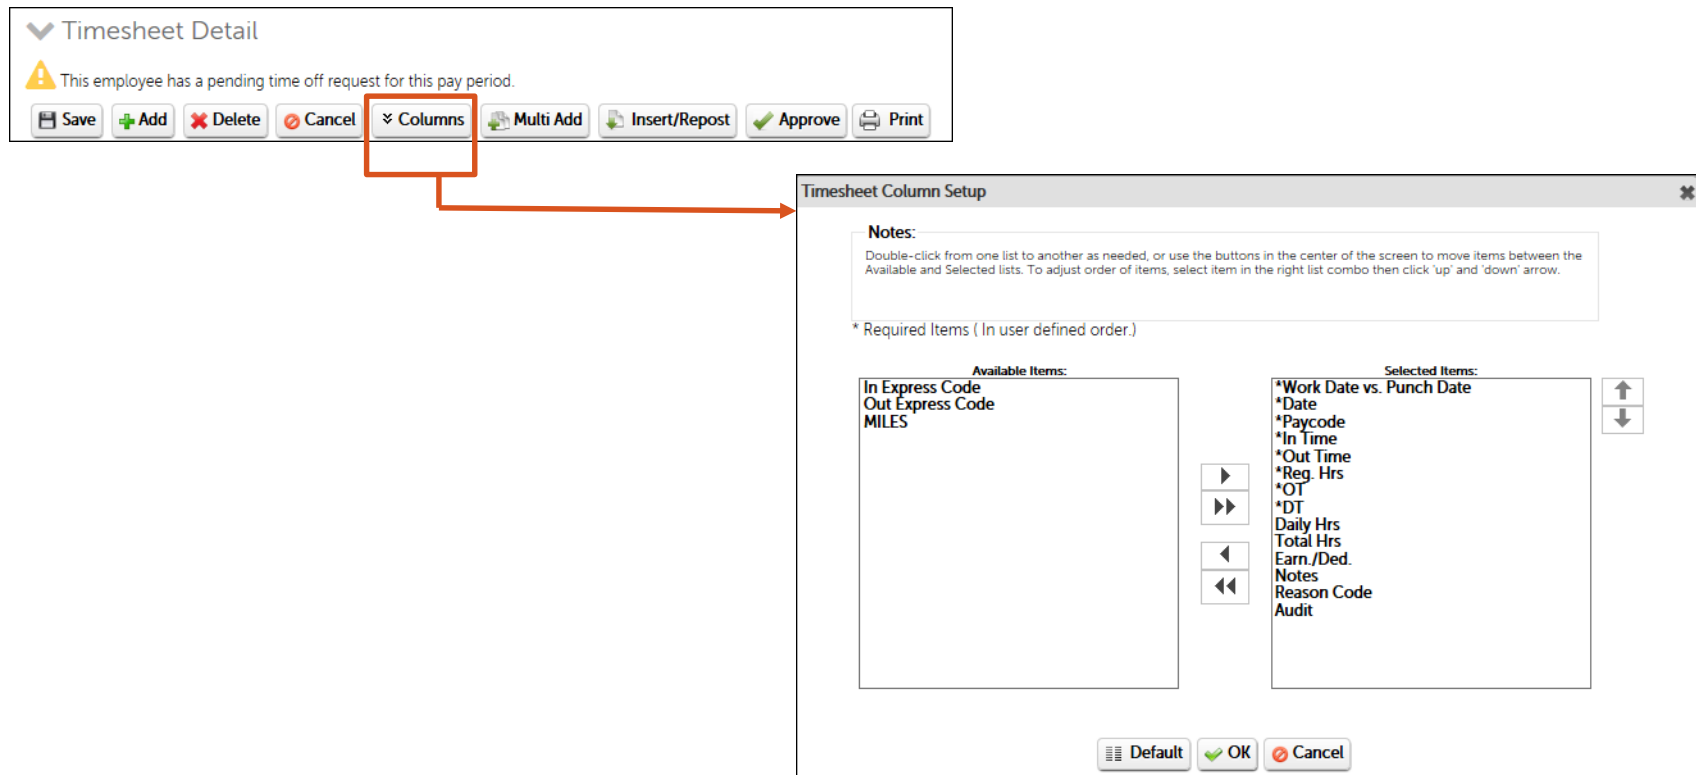 Timesheet Detail
This employee has a pending time off request for this pay period.
Save Add Delete Cancel Columns Multi Add Insert/Repost Approve Print
Timesheet Column Setup
Notes:
Double-click from one list to another as needed, or use the buttons in the center of the screen to move items between the
Available and Selected lists. To adjust order of items, select item in the right list combo then click 'up' and 'down' arrow.
* Required Items ( In user defined order.)
Available Items:
In Express Code
Out Express Code
MILES
Selected Items:
*Work Date vs. Punch Date
*Date
*Paycode
*In Time
*Out Time
*Reg. Hrs
*OT
*DT
Daily Hrs
Total Hrs
Earn./Ded.
Notes
Reason Code
Audit
Default OK Cancel